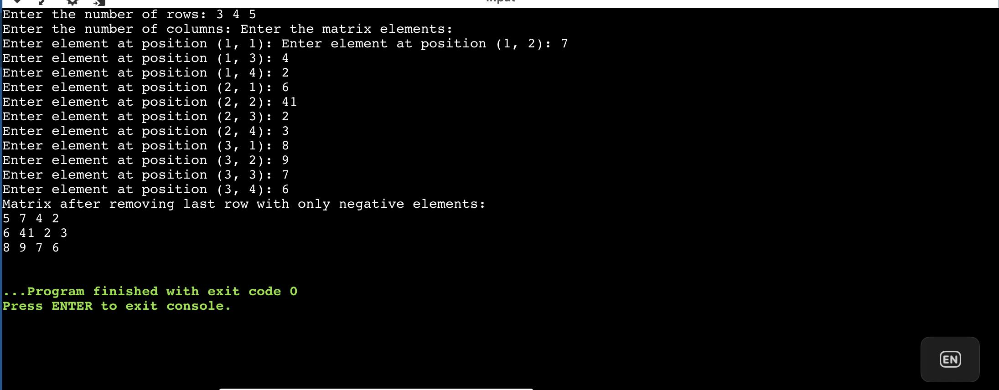 input
Enter the number of rows: 3 4 5
Enter the number of columns: Enter the matrix elements:
Enter element at position (1, 1): Enter element at position (1, 2): 7
Enter element at position (1, 3): 4
Enter element at position (1, 4): 2
Enter element at position (2, 1): 6
Enter element at position (2, 2): 41
Enter element at position (2, 3): 2
Enter element at position (2, 4): 3
Enter element at position (3, 1): 8
Enter element at position (3, 2): 9
Enter element at position (3, 3): 7
Enter element at position (3, 4): 6
Matrix after removing last row with only negative elements:
5 7 4 2
6 41 2 3
8 9 7 6
...Program finished with exit code 0
Press ENTER to exit console.
EN